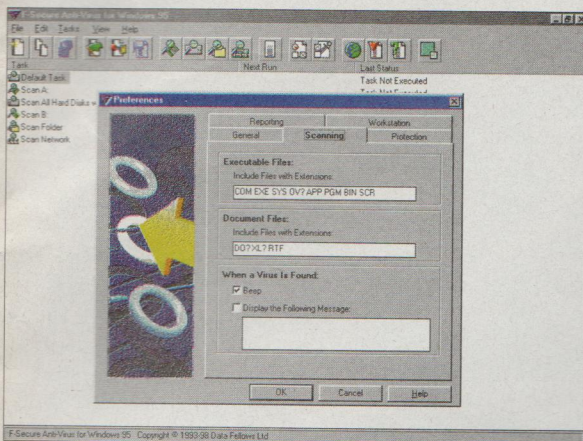 F-Secure Anti-Virus for Windows 95
File Edit Tasks View Help
Task Next Run Last Status
Default Task Task Not Executed
Scan A: Task Not Executed
Scan All Hard Disks
Scan B:
Scan Folder
Scan Network
Preferences
Reporting Workstation
General Scanning Protection
Executable Files:
Include Files with Extensions:
COM EXE SYS OV? APP PGM BIN SCR
Document Files:
Include Files with Extensions:
DO? XL? RTF
When a Virus Is Found:
Beep
Display the Following Message:
OK Cancel Help
F-Secure Anti-Virus for Windows 95 Copyright © 1993-98 Data Fellows Ltd